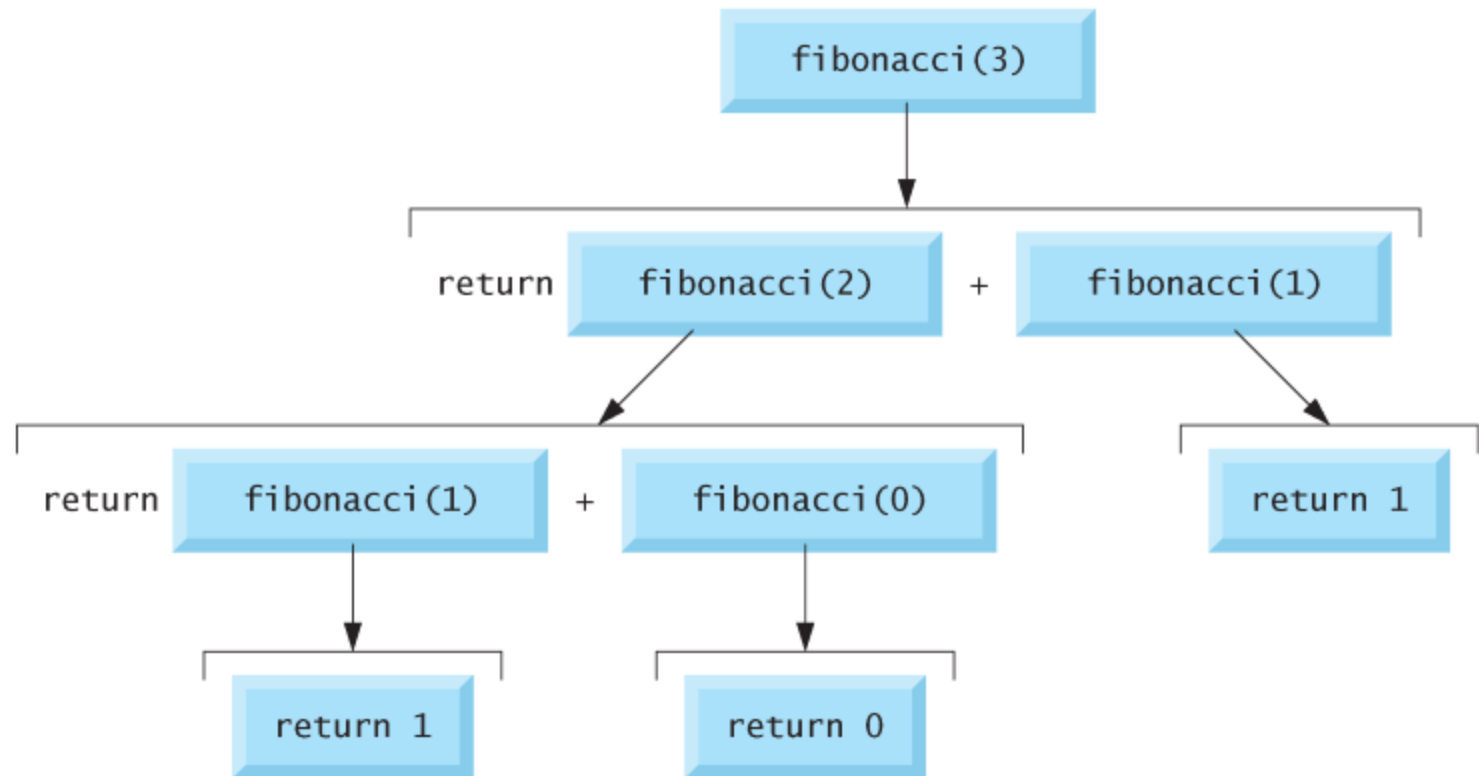 fibonacci(3)
return fibonacci(2) + fibonacci(1)
return fibonacci(1) + fibonacci(0) return 1
return 1 return 0